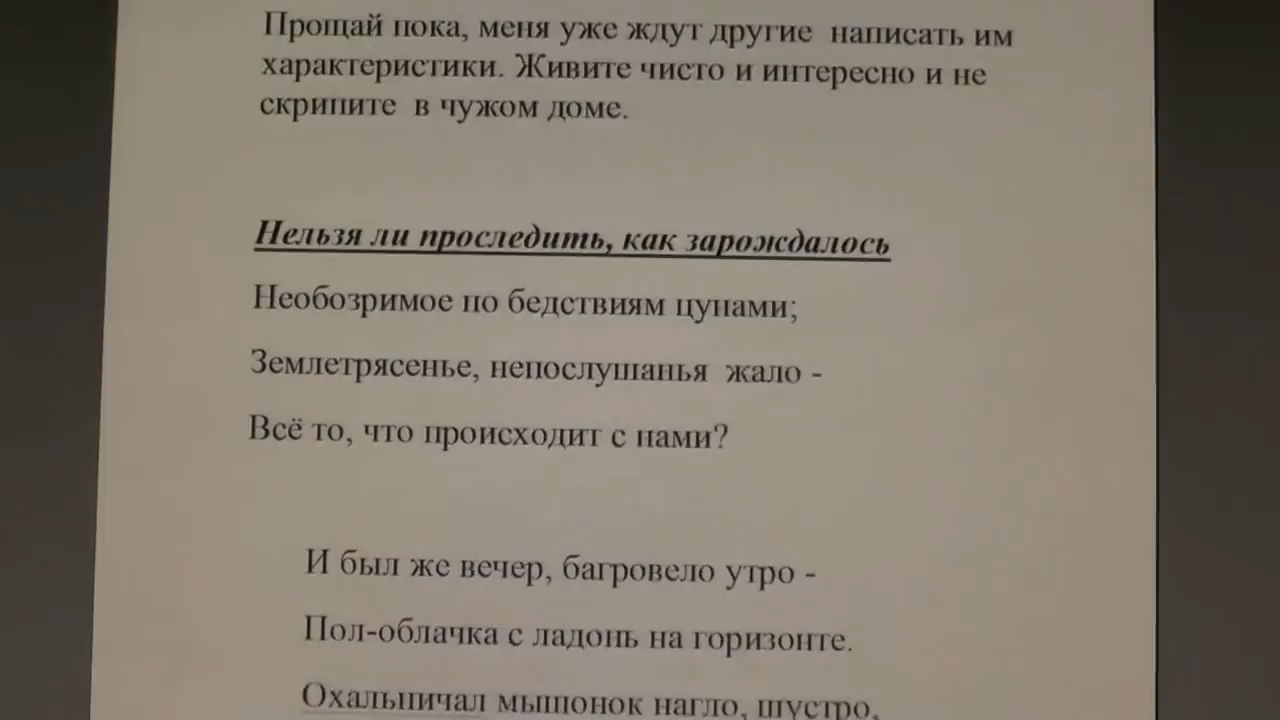 Прощай пока, меня уже ждут другие написать им
характеристики. Живите чисто и интересно и не
скрипите в чужом доме.
Нельзя ли проследить, как зарождалось
Необозримое по бедствиям цунами;
Землетрясенье, непослушанья жало -
Всё то, что происходит с нами?
И был же вечер, багровело утро -
Пол-облачка с ладонь на горизонте.
Охальничал мышонок нагло, шустро,